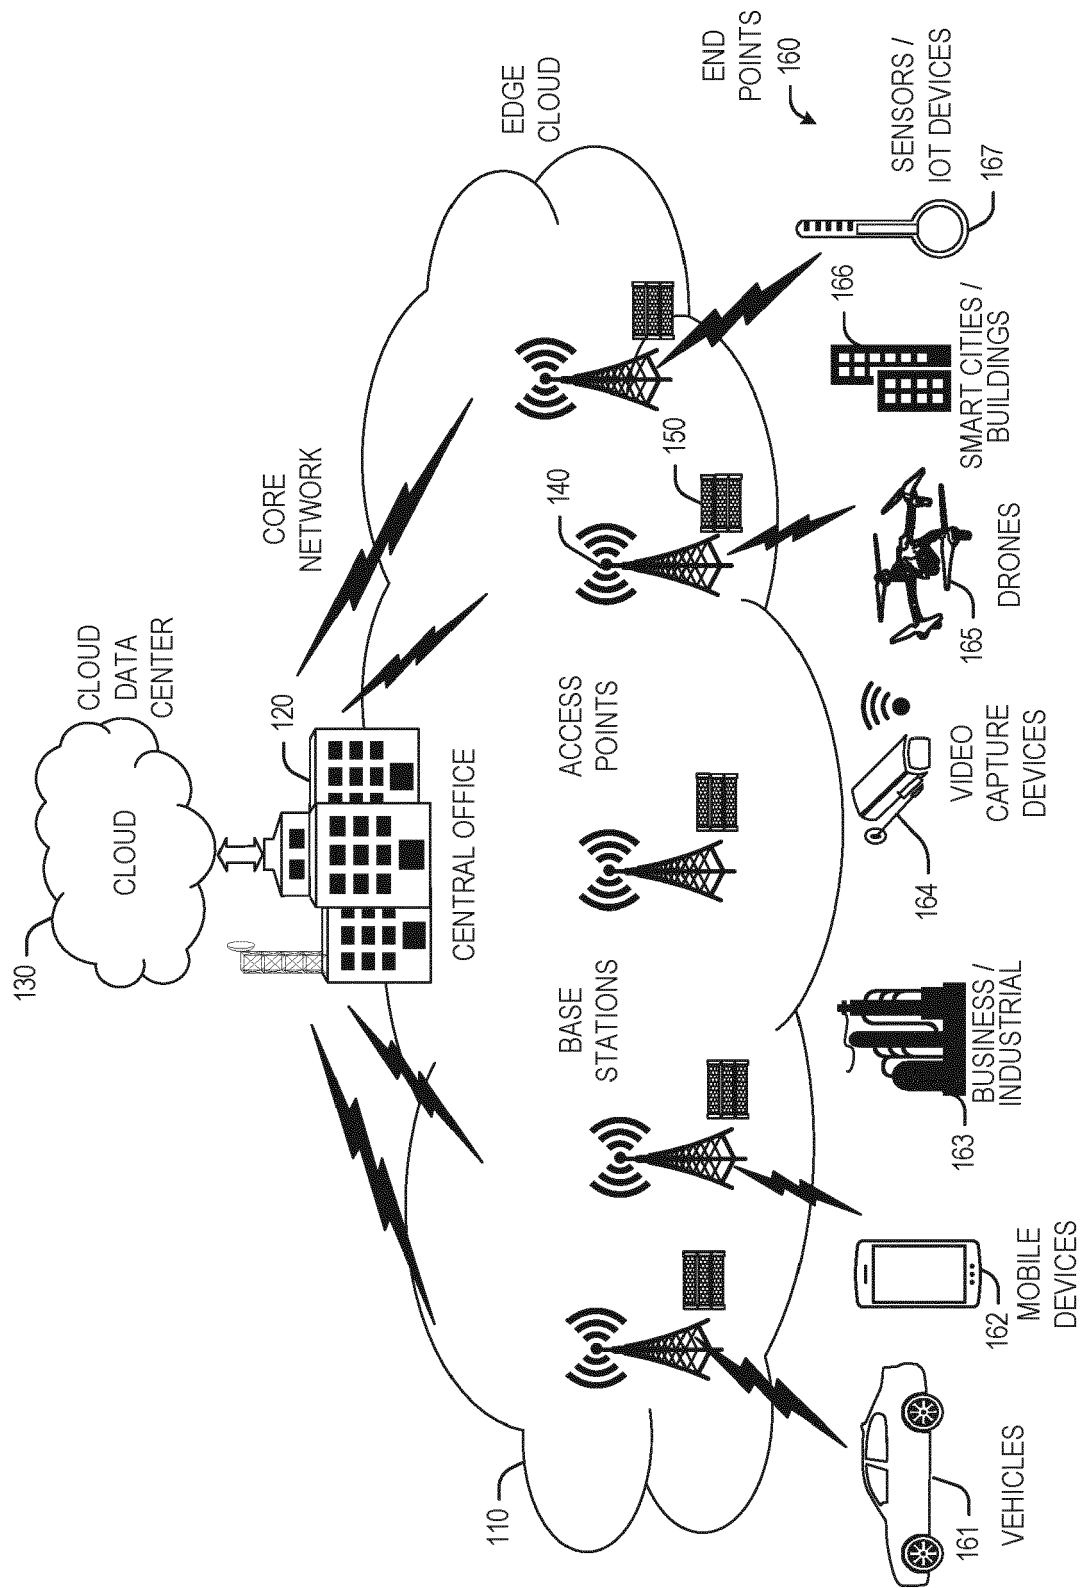 130
CLOUD
CLOUD
DATA
CENTER
120
CENTRAL OFFICE
CORE
NETWORK
EDGE
CLOUD
110
BASE
STATIONS
ACCESS
POINTS
140
150
END
POINTS
160
161
VEHICLES
162
MOBILE
DEVICES
163
BUSINESS /
INDUSTRIAL
164
VIDEO
CAPTURE
DEVICES
165
DRONES
166
SMART CITIES /
BUILDINGS
SENSORS /
IOT DEVICES
167